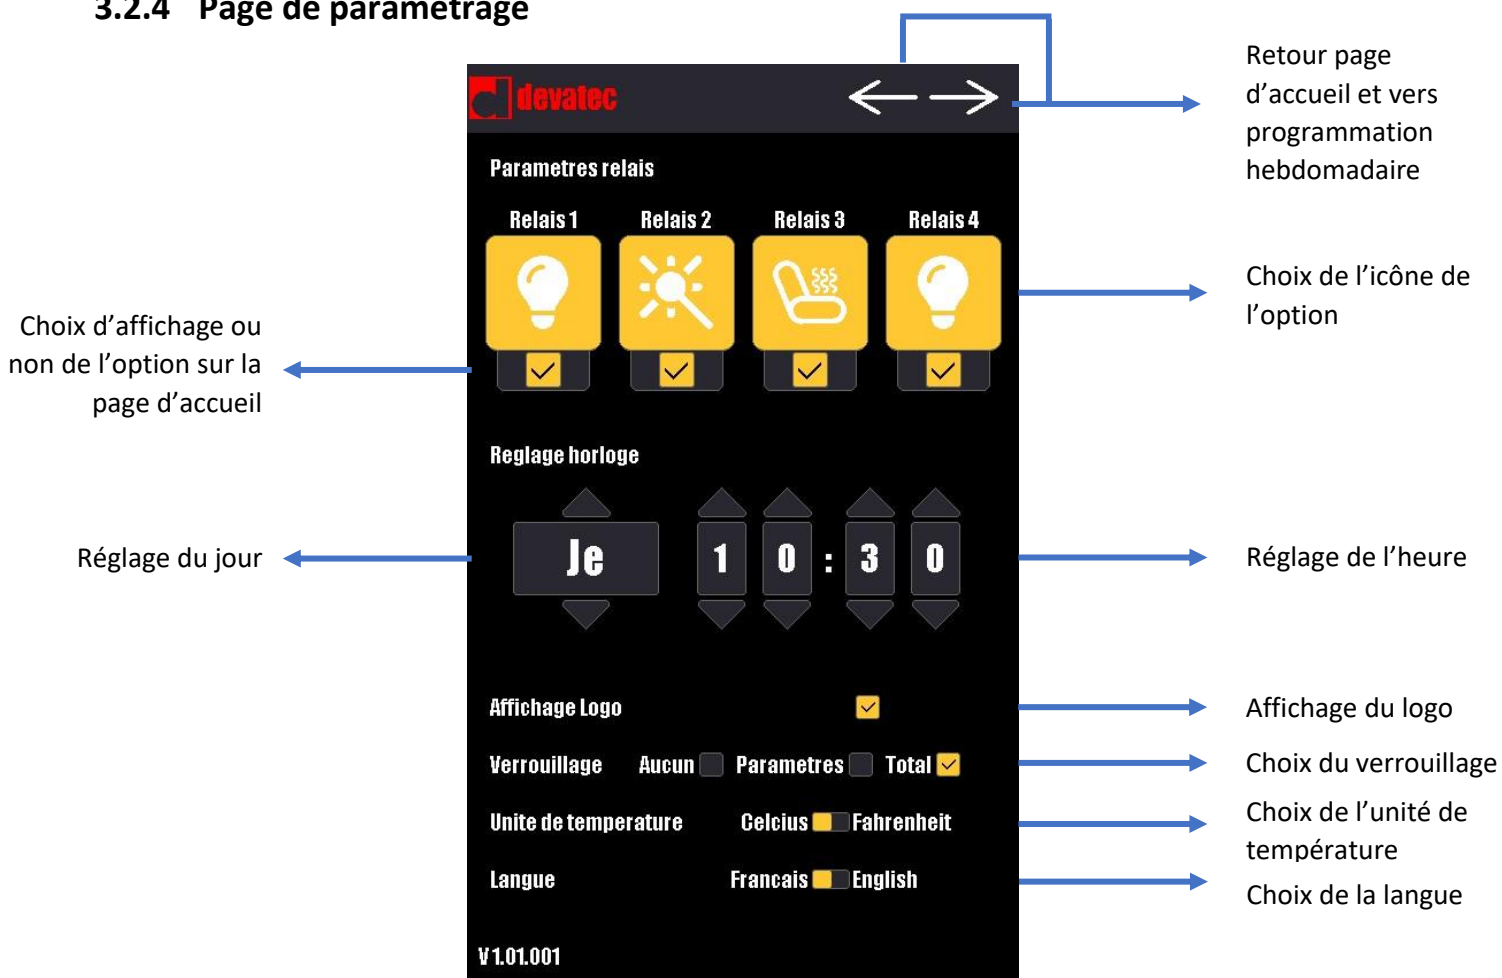 3.2.4 Page de paramétrage
devatec
Retour page
d’accueil et vers
programmation
hebdomadaire
Parametres relais
Relais 1 Relais 2 Relais 3 Relais 4
Choix de l’icône de
l’option
Choix d’affichage ou
non de l’option sur la
page d’accueil
Reglage horloge
Réglage du jour
Je 1 0 : 3 0
Réglage de l’heure
Affichage Logo
Affichage du logo
Verrouillage Aucun Parametres Total
Choix du verrouillage
Unite de temperature Celcius Fahrenheit
Choix de l’unité de
température
Langue Francais English
Choix de la langue
V 1.01.001